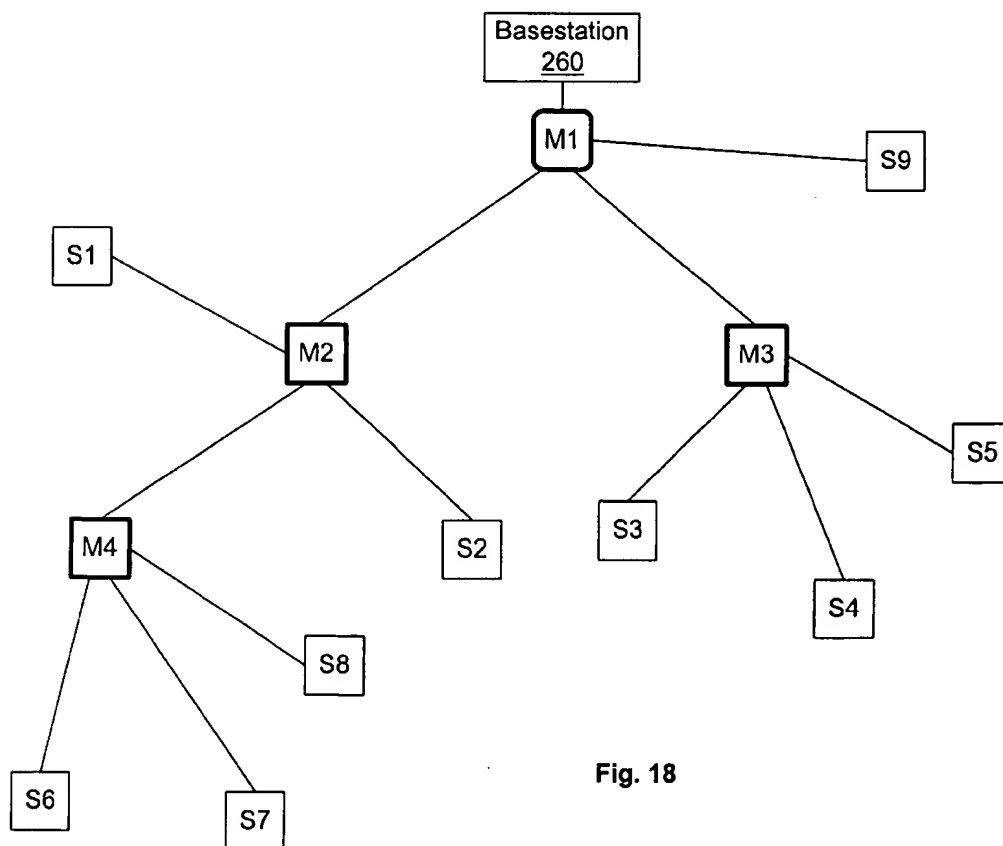 Basestation
260
M1
S9
S1
M2
M3
S5
S3
S2
M4
S4
S8
S6
S7
Fig. 18